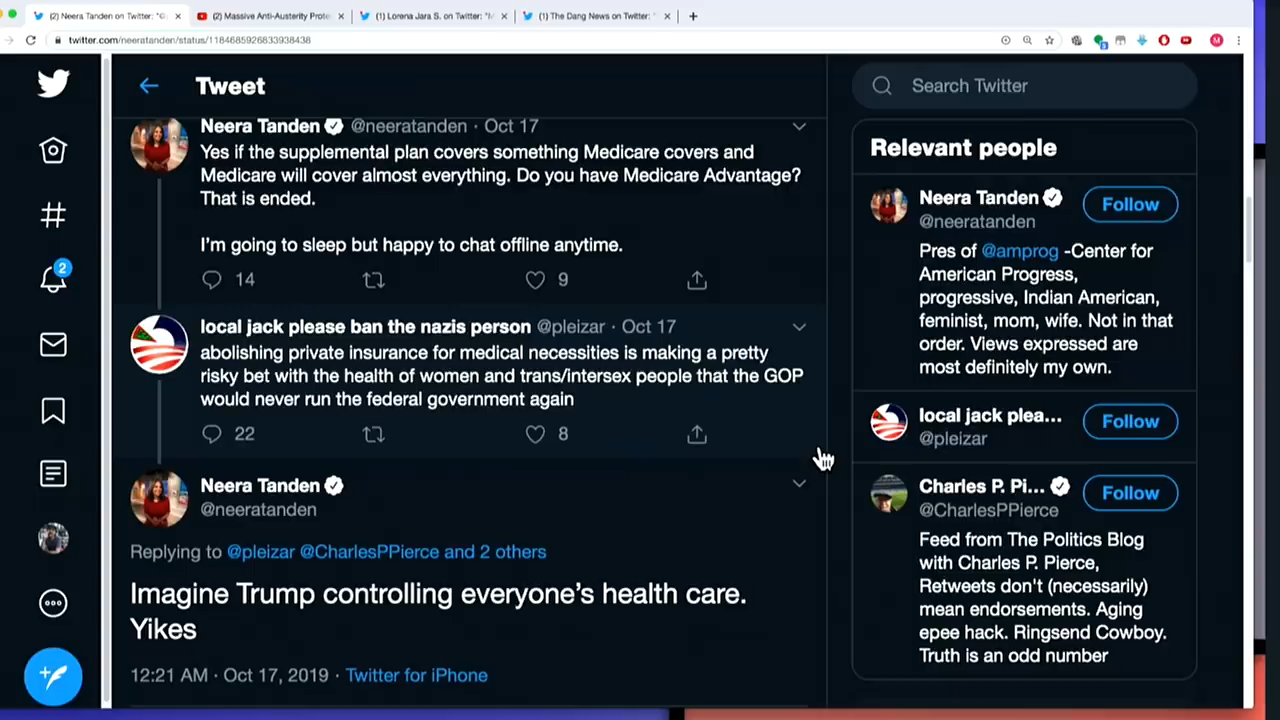 (2) Neera Tanden on Twitter: "G
(2) Massive Anti-Austerity Prote
(1) Lorena Jara S. on Twitter: "
(1) The Dang News on Twitter: "
twitter.com/neeratanden/status/1184685926833938438
M
Tweet
Search Twitter
Neera Tanden @neeratanden · Oct 17
Yes if the supplemental plan covers something Medicare covers and
Medicare will cover almost everything. Do you have Medicare Advantage?
That is ended.
I'm going to sleep but happy to chat offline anytime.
14
9
2
local jack please ban the nazis person @pleizar · Oct 17
abolishing private insurance for medical necessities is making a pretty
risky bet with the health of women and trans/intersex people that the GOP
would never run the federal government again
22
8
Neera Tanden
@neeratanden
Replying to @pleizar @CharlesPPierce and 2 others
Imagine Trump controlling everyone's health care.
Yikes
12:21 AM · Oct 17, 2019 · Twitter for iPhone
Relevant people
Neera Tanden
@neeratanden
Follow
Pres of @amprog -Center for
American Progress,
progressive, Indian American,
feminist, mom, wife. Not in that
order. Views expressed are
most definitely my own.
local jack plea...
@pleizar
Follow
Charles P. Pi...
@CharlesPPierce
Follow
Feed from The Politics Blog
with Charles P. Pierce,
Retweets don't (necessarily)
mean endorsements. Aging
epee hack. Ringsend Cowboy.
Truth is an odd number